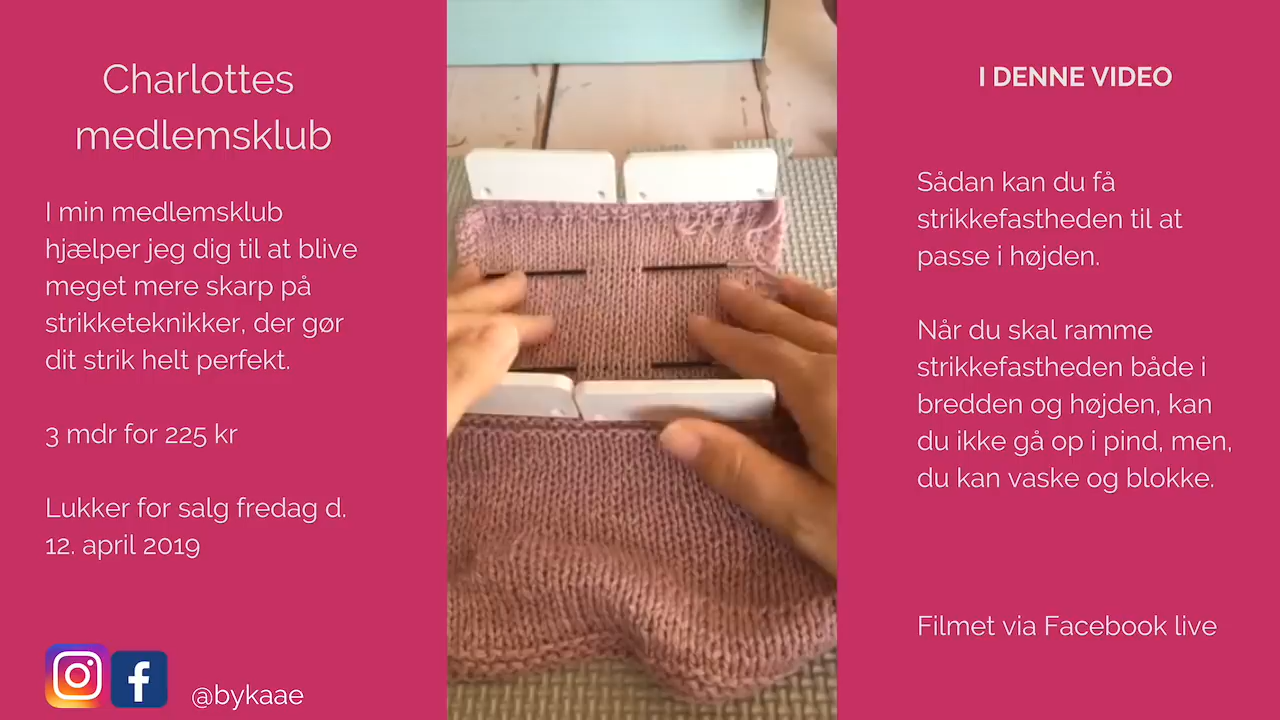 Charlottes
medlemsklub
I min medlemsklub
hjælper jeg dig til at blive
meget mere skarp på
strikketeknikker, der gør
dit strik helt perfekt.
3 mdr for 225 kr
Lukker for salg fredag d.
12. april 2019
@bykaae
I DENNE VIDEO
Sådan kan du få
strikkefastheden til at
passe i højden.
Når du skal ramme
strikkefastheden både i
bredden og højden, kan
du ikke gå op i pind, men,
du kan vaske og blokke.
Filmet via Facebook live